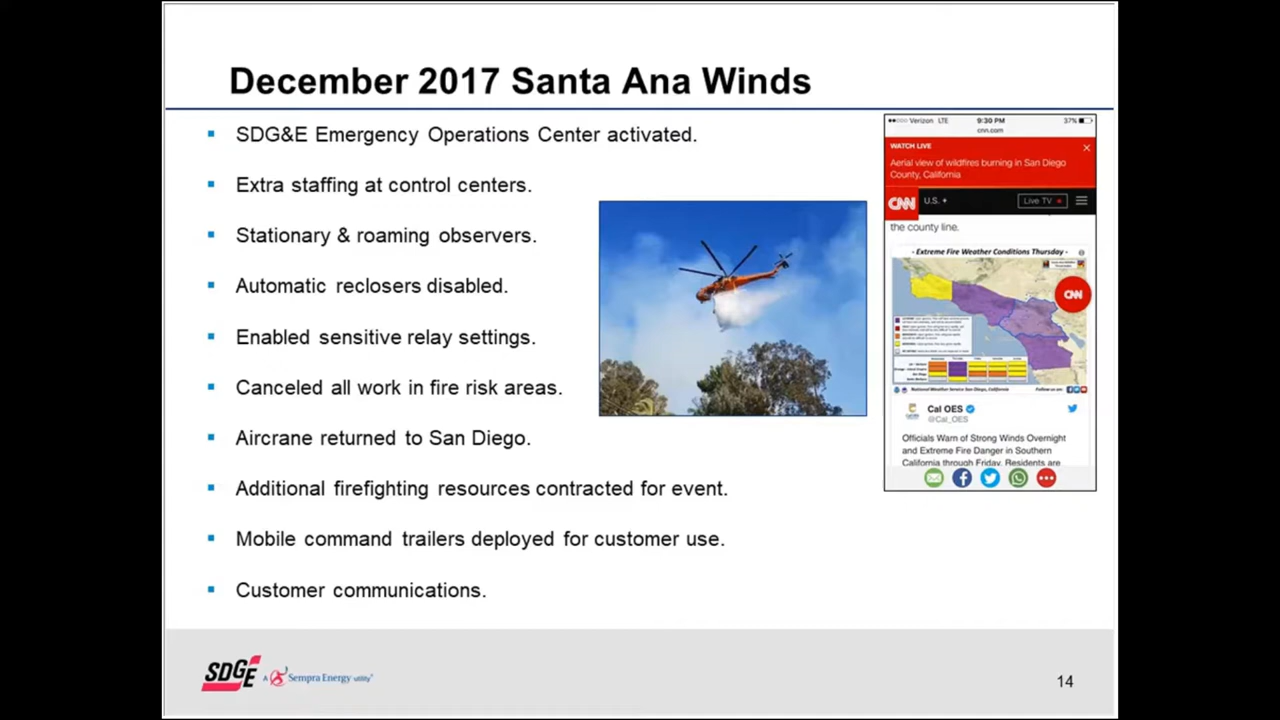 December 2017 Santa Ana Winds
SDG&E Emergency Operations Center activated.
Extra staffing at control centers.
Stationary & roaming observers.
Automatic reclosers disabled.
Enabled sensitive relay settings.
Canceled all work in fire risk areas.
Aircrane returned to San Diego.
Additional firefighting resources contracted for event.
Mobile command trailers deployed for customer use.
Customer communications.
Verizon LTE 9:30 PM 37%
cnn.com
WATCH LIVE
Aerial view of wildfires burning in San Diego
County, California
CNN U.S. + Live TV
the county line.
- Extreme Fire Weather Conditions Thursday -
CNN
National Weather Service San Diego, California Follow us on:
Cal OES
@Cal_OES
Officials Warn of Strong Winds Overnight
and Extreme Fire Danger in Southern
California through Friday. Residents are
SDGE A Sempra Energy utility
14